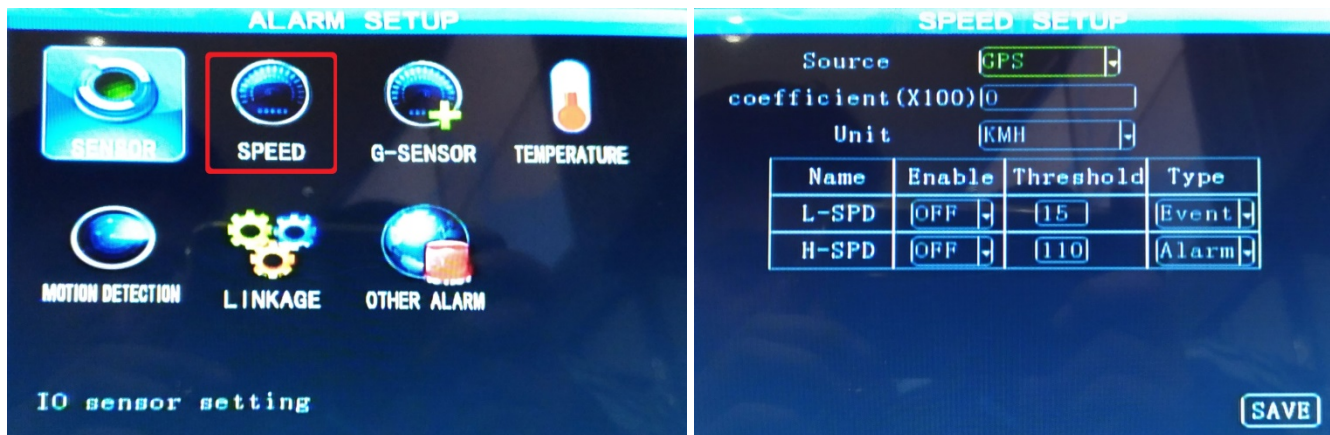 ALARM SETUP
SENSOR SPEED G-SENSOR TEMPERATURE
MOTION DETECTION LINKAGE OTHER ALARM
IO sensor setting
SPEED SETUP
Source GPS
coefficient(X100) 0
Unit KMH
Name Enable Threshold Type
L-SPD OFF 15 Event
H-SPD OFF 110 Alarm
SAVE